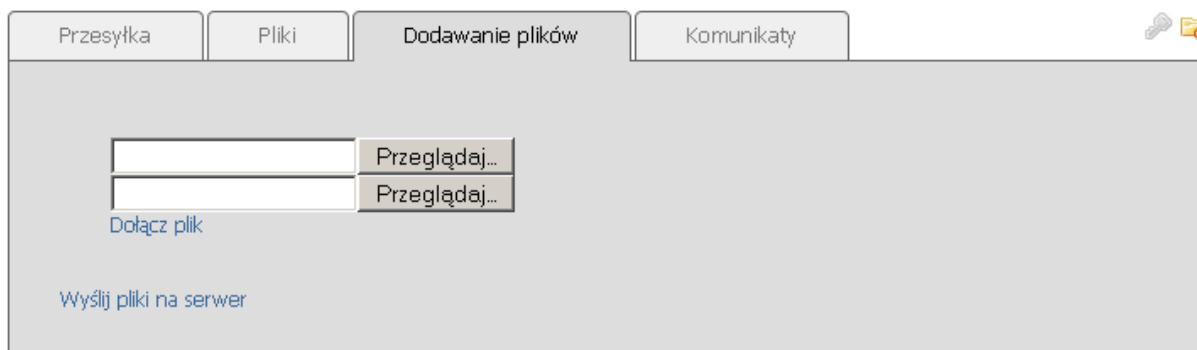 Przesyłka Pliki Dodawanie plików Komunikaty
Przeglądaj...
Przeglądaj...
Dołącz plik
Wyślij pliki na serwer